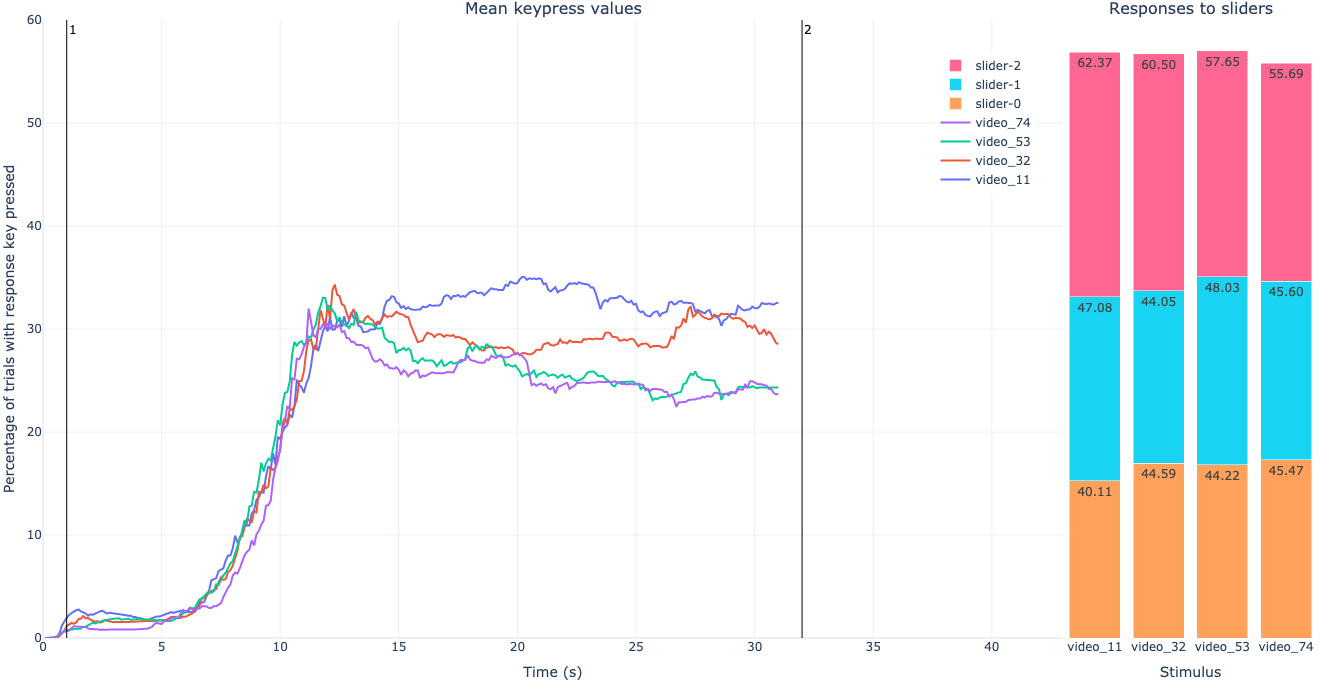 Mean keypress values
Responses to sliders
60
50
40
30
20
10
0
Percentage of trials with response key pressed
1
2
slider-2
slider-1
slider-0
video_74
video_53
video_32
video_11
0 5 10 15 20 25 30 35 40
Time (s)
62.37 60.50 57.65 55.69
47.08 44.05 48.03 45.60
40.11 44.59 44.22 45.47
video_11 video_32 video_53 video_74
Stimulus